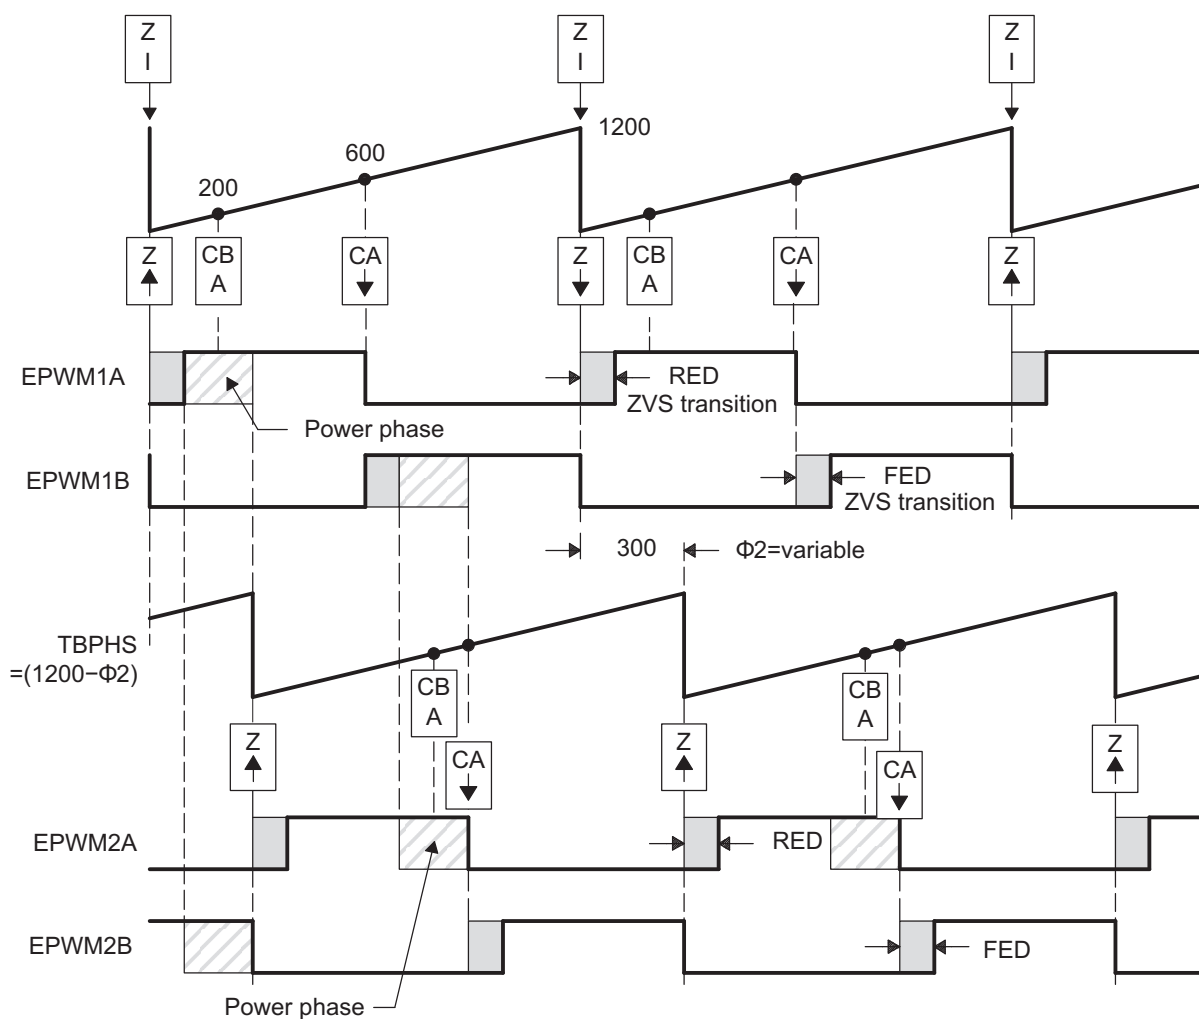 Z
I
Z
I
Z
I
1200
600
200
Z
CB
A
CA
Z
CB
A
CA
Z
EPWM1A
RED
ZVS transition
Power phase
EPWM1B
FED
ZVS transition
300
Φ2=variable
TBPHS
=(1200−Φ2)
CB
A
CB
A
Z
CA
Z
CA
Z
EPWM2A
RED
EPWM2B
FED
Power phase